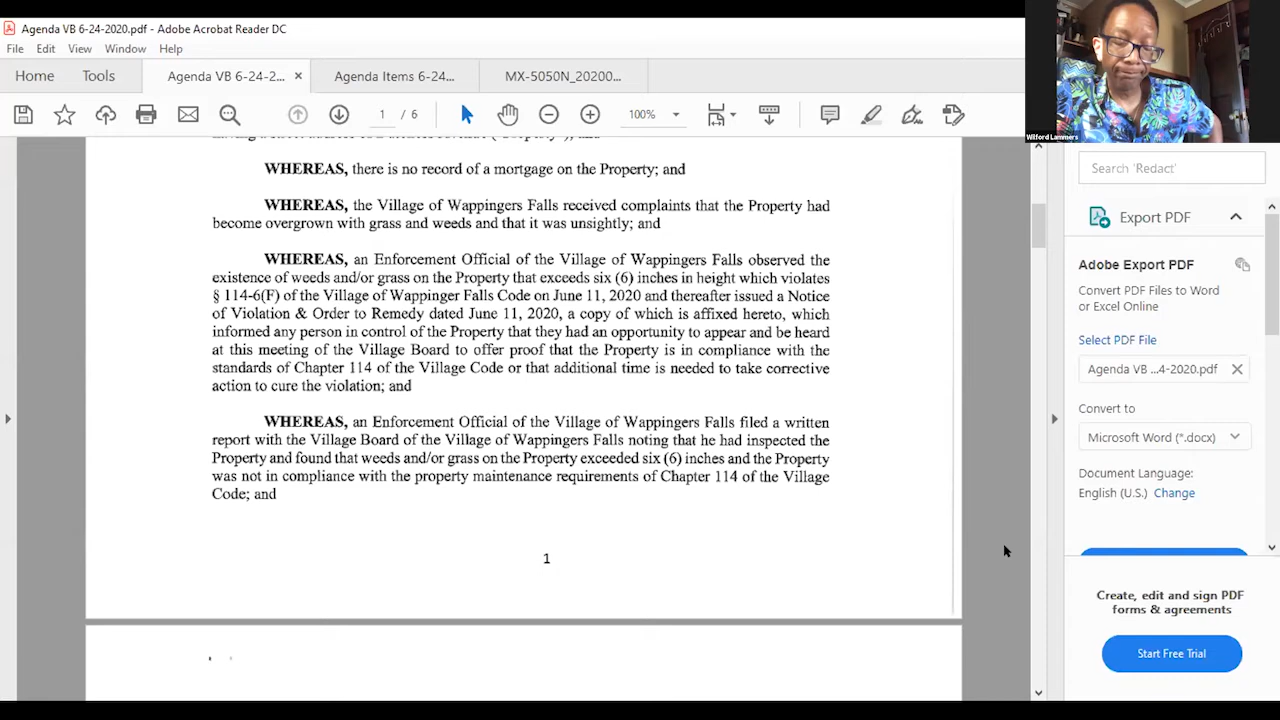 Agenda VB 6-24-2020.pdf - Adobe Acrobat Reader DC
File Edit View Window Help
Home Tools Agenda VB 6-24-2... × Agenda Items 6-24... MX-5050N_20200...
1 / 6 100%
Wilford Lammers
WHEREAS, there is no record of a mortgage on the Property; and
WHEREAS, the Village of Wappingers Falls received complaints that the Property had
become overgrown with grass and weeds and that it was unsightly; and
WHEREAS, an Enforcement Official of the Village of Wappingers Falls observed the
existence of weeds and/or grass on the Property that exceeds six (6) inches in height which violates
§ 114-6(F) of the Village of Wappinger Falls Code on June 11, 2020 and thereafter issued a Notice
of Violation & Order to Remedy dated June 11, 2020, a copy of which is affixed hereto, which
informed any person in control of the Property that they had an opportunity to appear and be heard
at this meeting of the Village Board to offer proof that the Property is in compliance with the
standards of Chapter 114 of the Village Code or that additional time is needed to take corrective
action to cure the violation; and
WHEREAS, an Enforcement Official of the Village of Wappingers Falls filed a written
report with the Village Board of the Village of Wappingers Falls noting that he had inspected the
Property and found that weeds and/or grass on the Property exceeded six (6) inches and the Property
was not in compliance with the property maintenance requirements of Chapter 114 of the Village
Code; and
1
Search 'Redact'
Export PDF
Adobe Export PDF
Convert PDF Files to Word
or Excel Online
Select PDF File
Agenda VB ...4-2020.pdf ×
Convert to
Microsoft Word (*.docx)
Document Language:
English (U.S.) Change
Create, edit and sign PDF
forms & agreements
Start Free Trial